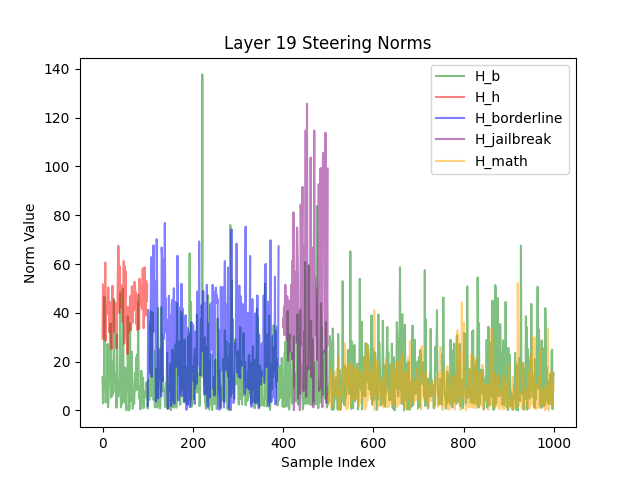 Layer 19 Steering Norms
H_b
H_h
H_borderline
H_jailbreak
H_math
Norm Value
140
120
100
80
60
40
20
0
0 200 400 600 800 1000
Sample Index